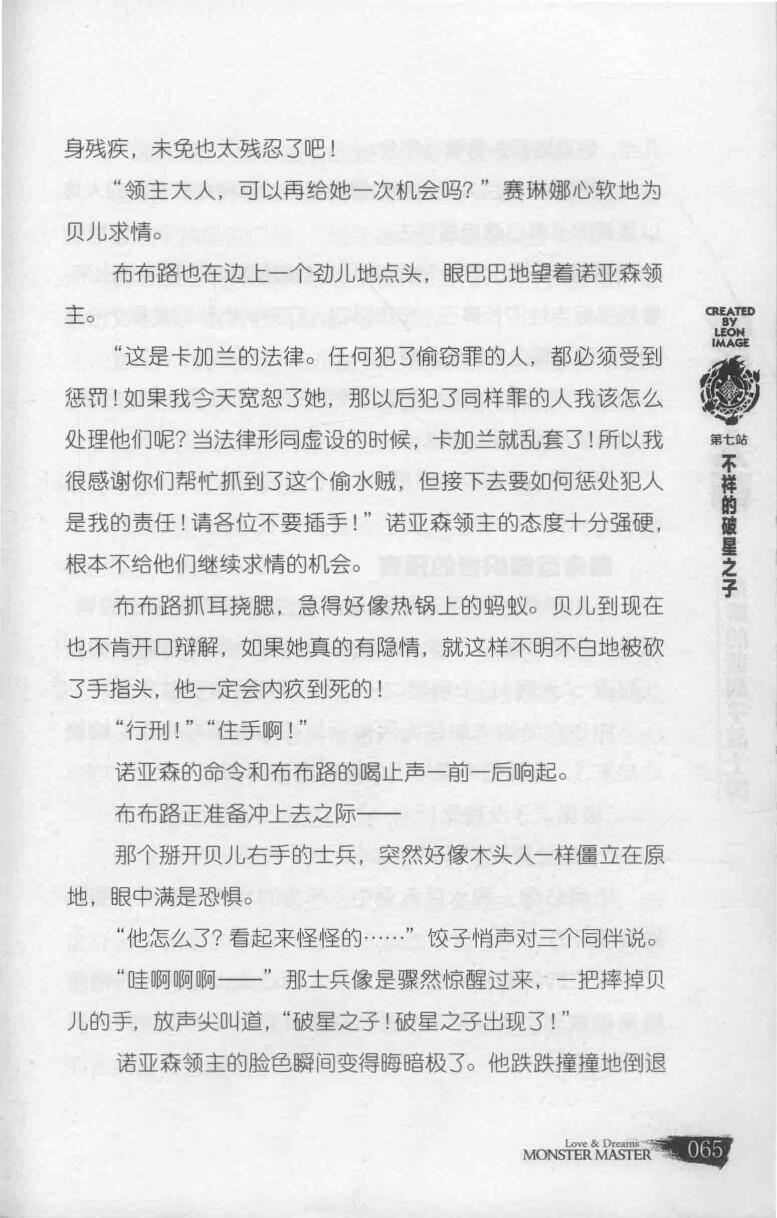 身残疾，未免也太残忍了吧！
“领主大人，可以再给她一次机会吗？”赛琳娜心软地为
贝儿求情。
布布路也在边上一个劲儿地点头，眼巴巴地望着诺亚森领
主。
“这是卡加兰的法律。任何犯了偷窃罪的人，都必须受到
惩罚！如果我今天宽恕了她，那以后犯了同样罪的人我该怎么
处理他们呢？当法律形同虚设的时候，卡加兰就乱套了！所以我
很感谢你们帮忙抓到了这个偷水贼，但接下去要如何惩处犯人
是我的责任！请各位不要插手！”诺亚森领主的态度十分强硬，
根本不给他们继续求情的机会。
布布路抓耳挠腮，急得好像热锅上的蚂蚁。贝儿到现在
也不肯开口辩解，如果她真的有隐情，就这样不明不白地被砍
了手指头，他一定会内疚到死的！
“行刑！”“住手啊！”
诺亚森的命令和布布路的喝止声一前一后响起。
布布路正准备冲上去之际——
那个掰开贝儿右手的士兵，突然好像木头人一样僵立在原
地，眼中满是恐惧。
“他怎么了？看起来怪怪的……”饺子悄声对三个同伴说。
“哇啊啊啊——”那士兵像是骤然惊醒过来，一把摔掉贝
儿的手，放声尖叫道，“破星之子！破星之子出现了！”
诺亚森领主的脸色瞬间变得晦暗极了。他跌跌撞撞地倒退
CREATED
BY
LEON
IMAGE
第七站
不祥的破星之子
Love & Dreams
MONSTER MASTER
065